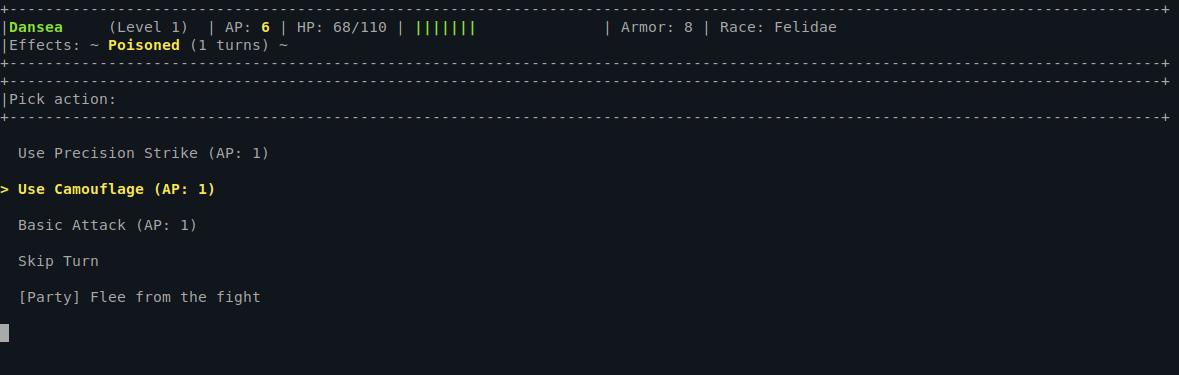 +--------------------------------------------------------------------------------------------------------------------------------+
|Dansea     (Level 1)  | AP: 6 | HP: 68/110 | |||||||              | Armor: 8 | Race: Felidae
|Effects: ~ Poisoned (1 turns) ~
+--------------------------------------------------------------------------------------------------------------------------------+
+--------------------------------------------------------------------------------------------------------------------------------+
|Pick action:
+--------------------------------------------------------------------------------------------------------------------------------+
Use Precision Strike (AP: 1)
> Use Camouflage (AP: 1)
Basic Attack (AP: 1)
Skip Turn
[Party] Flee from the fight